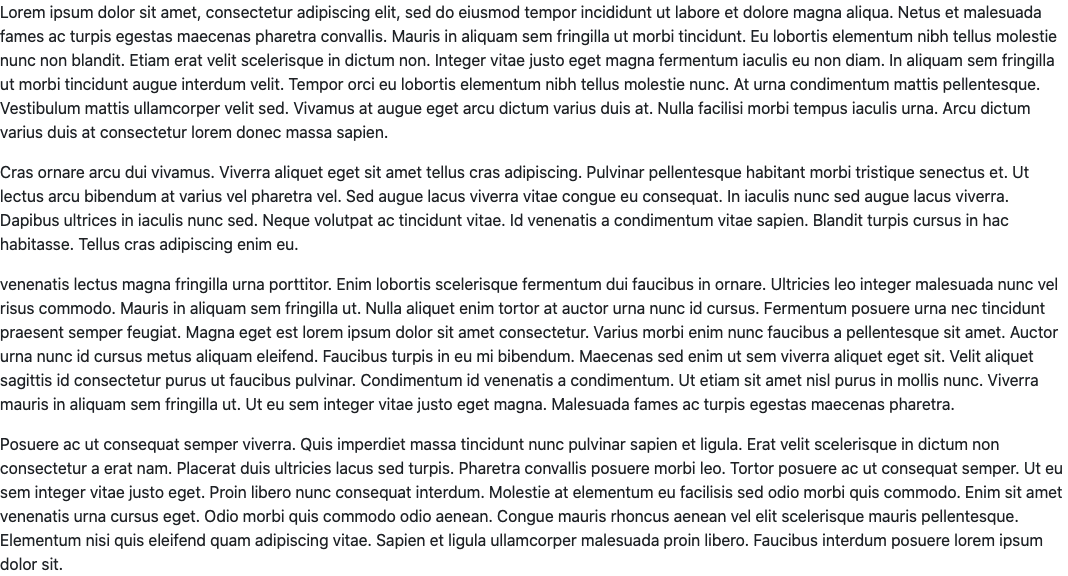 Lorem ipsum dolor sit amet, consectetur adipiscing elit, sed do eiusmod tempor incididunt ut labore et dolore magna aliqua. Netus et malesuada
fames ac turpis egestas maecenas pharetra convallis. Mauris in aliquam sem fringilla ut morbi tincidunt. Eu lobortis elementum nibh tellus molestie
nunc non blandit. Etiam erat velit scelerisque in dictum non. Integer vitae justo eget magna fermentum iaculis eu non diam. In aliquam sem fringilla
ut morbi tincidunt augue interdum velit. Tempor orci eu lobortis elementum nibh tellus molestie nunc. At urna condimentum mattis pellentesque.
Vestibulum mattis ullamcorper velit sed. Vivamus at augue eget arcu dictum varius duis at. Nulla facilisi morbi tempus iaculis urna. Arcu dictum
varius duis at consectetur lorem donec massa sapien.
Cras ornare arcu dui vivamus. Viverra aliquet eget sit amet tellus cras adipiscing. Pulvinar pellentesque habitant morbi tristique senectus et. Ut
lectus arcu bibendum at varius vel pharetra vel. Sed augue lacus viverra vitae congue eu consequat. In iaculis nunc sed augue lacus viverra.
Dapibus ultrices in iaculis nunc sed. Neque volutpat ac tincidunt vitae. Id venenatis a condimentum vitae sapien. Blandit turpis cursus in hac
habitasse. Tellus cras adipiscing enim eu.
venenatis lectus magna fringilla urna porttitor. Enim lobortis scelerisque fermentum dui faucibus in ornare. Ultricies leo integer malesuada nunc vel
risus commodo. Mauris in aliquam sem fringilla ut. Nulla aliquet enim tortor at auctor urna nunc id cursus. Fermentum posuere urna nec tincidunt
praesent semper feugiat. Magna eget est lorem ipsum dolor sit amet consectetur. Varius morbi enim nunc faucibus a pellentesque sit amet. Auctor
urna nunc id cursus metus aliquam eleifend. Faucibus turpis in eu mi bibendum. Maecenas sed enim ut sem viverra aliquet eget sit. Velit aliquet
sagittis id consectetur purus ut faucibus pulvinar. Condimentum id venenatis a condimentum. Ut etiam sit amet nisl purus in mollis nunc. Viverra
mauris in aliquam sem fringilla ut. Ut eu sem integer vitae justo eget magna. Malesuada fames ac turpis egestas maecenas pharetra.
Posuere ac ut consequat semper viverra. Quis imperdiet massa tincidunt nunc pulvinar sapien et ligula. Erat velit scelerisque in dictum non
consectetur a erat nam. Placerat duis ultricies lacus sed turpis. Pharetra convallis posuere morbi leo. Tortor posuere ac ut consequat semper. Ut eu
sem integer vitae justo eget. Proin libero nunc consequat interdum. Molestie at elementum eu facilisis sed odio morbi quis commodo. Enim sit amet
venenatis urna cursus eget. Odio morbi quis commodo odio aenean. Congue mauris rhoncus aenean vel elit scelerisque mauris pellentesque.
Elementum nisi quis eleifend quam adipiscing vitae. Sapien et ligula ullamcorper malesuada proin libero. Faucibus interdum posuere lorem ipsum
dolor sit.